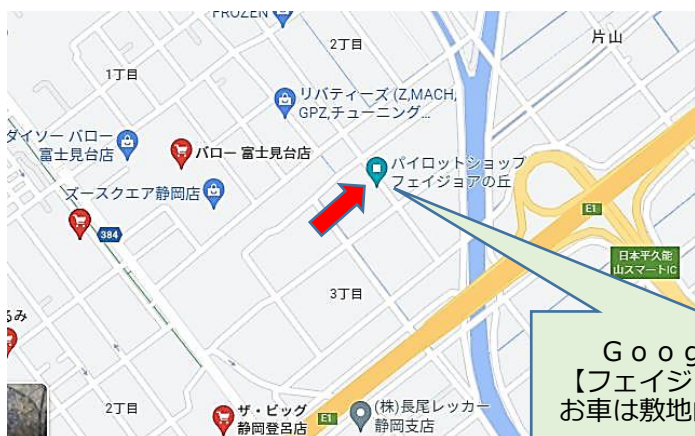 FROZEN
2丁目
片山
1丁目
リバティーズ (Z,MACH,
GPZ,チューニング…
ダイソー バロー
富士見台店
バロー 富士見台店
パイロットショップ
フェイジョアの丘
ズースクエア静岡店
E1
384
日本平久能
山スマートIC
3丁目
るみ
Ｇｏｏｇ
【フェイジ
お車は敷地
2丁目
ザ・ビッグ
静岡登呂店
E1
(株)長尾レッカー
静岡支店